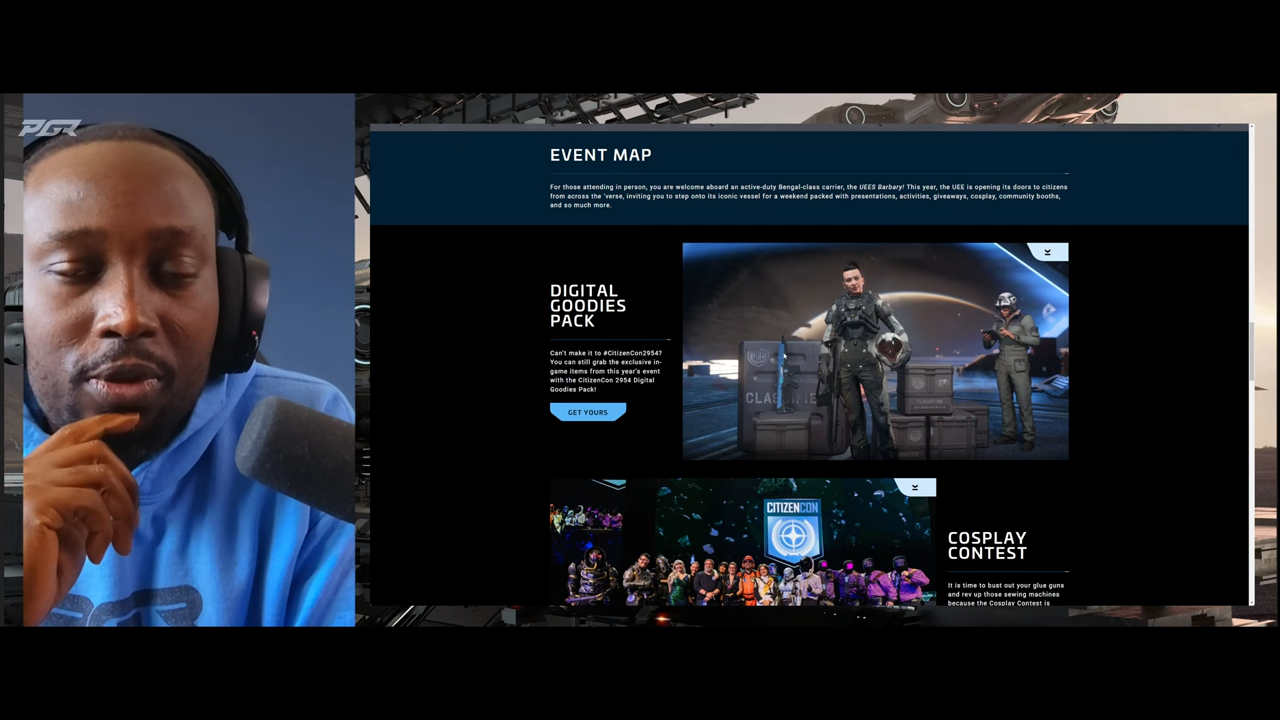 PGR
EVENT MAP
For those attending in person, you are welcome aboard an active-duty Bengal-class carrier, the UEES Barbary! This year, the UEE is opening its doors to citizens
from across the 'verse, inviting you to step onto its iconic vessel for a weekend packed with presentations, activities, giveaways, cosplay, community booths,
and so much more.
DIGITAL
GOODIES
PACK
Can't make it to #CitizenCon2954?
You can still grab the exclusive in-
game items from this year's event
with the CitizenCon 2954 Digital
Goodies Pack!
GET YOURS
CLASSIFIED
CITIZENCON
COSPLAY
CONTEST
It is time to bust out your glue guns
and rev up those sewing machines
because the Cosplay Contest is